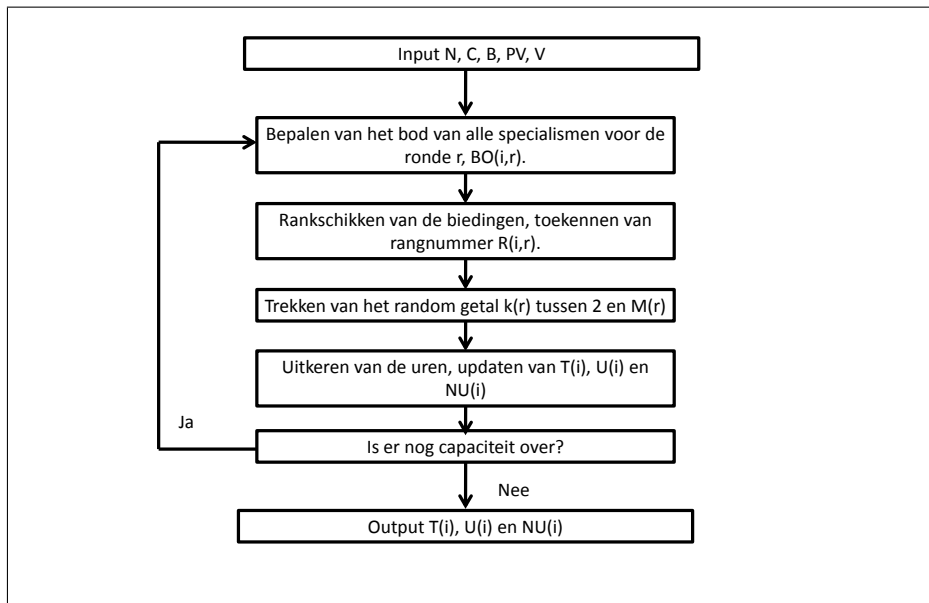 Input N, C, B, PV, V
Bepalen van het bod van alle specialismen voor de
ronde r, BO(i,r).
Rankschikken van de biedingen, toekennen van
rangnummer R(i,r).
Trekken van het random getal k(r) tussen 2 en M(r)
Uitkeren van de uren, updaten van T(i), U(i) en
NU(i)
Ja
Is er nog capaciteit over?
Nee
Output T(i), U(i) en NU(i)